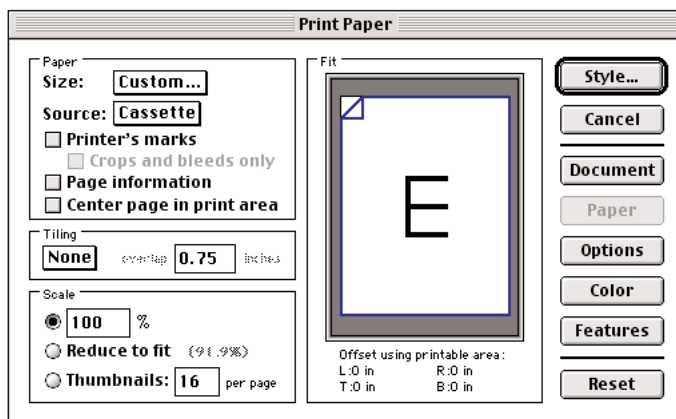 Print Paper
Paper
Size: Custom...
Source: Cassette
Printer's marks
Crops and bleeds only
Page information
Center page in print area
Tiling
None overlap 0.75 inches
Scale
100 %
Reduce to fit (91.9%)
Thumbnails: 16 per page
Fit
E
Offset using printable area:
L:0 in R:0 in
T:0 in B:0 in
Style...
Cancel
Document
Paper
Options
Color
Features
Reset